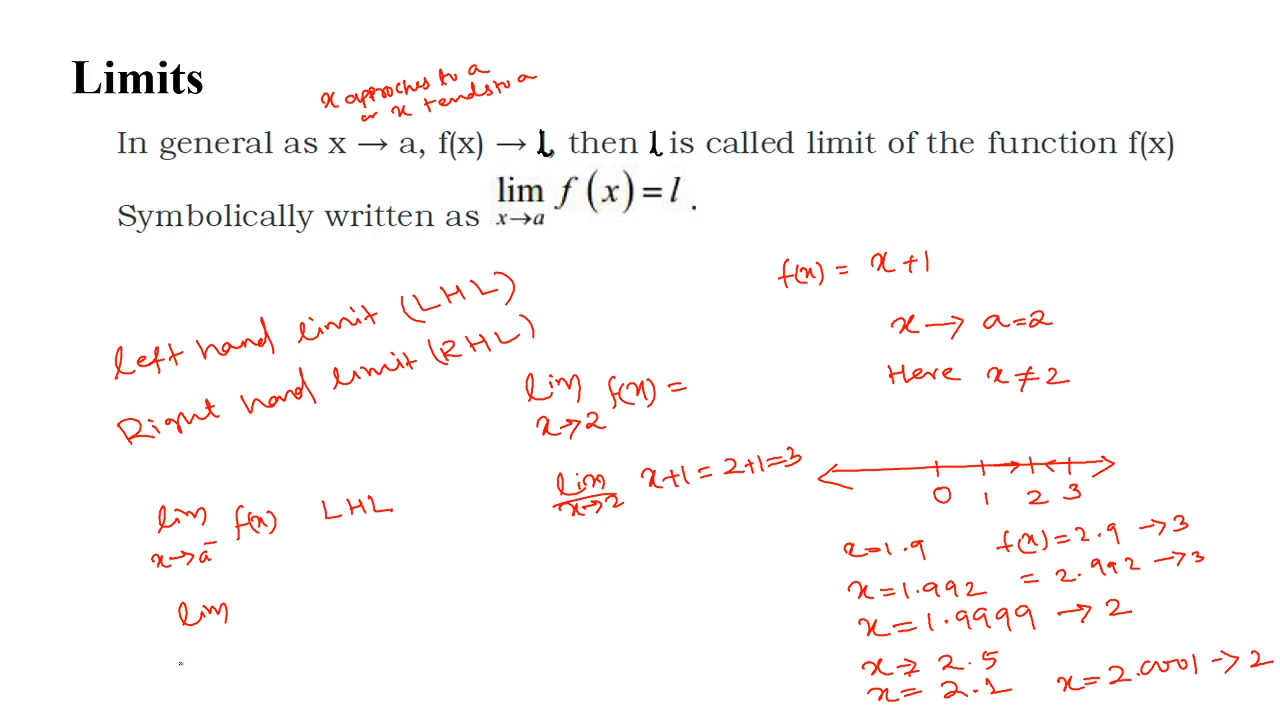 Limits
x approches to a
or x tends to a
In general as x → a, f(x) → l, then l is called limit of the function f(x)
Symbolically written as lim x→a f(x) = l .
f(x) = x+1
x → a=2
Here x≠2
left hand limit (LHL)
Right hand limit (RHL)
lim x→2 f(x) =
lim x→2 x+1 = 2+1=3
0 1 2 3
lim x→a⁻ f(x) LHL
lim
x=1.9 f(x)=2.9 →3
x=1.992 = 2.992 →3
x=1.9999 → 2
x→ 2.5
x= 2.1 x=2.0001 → 2